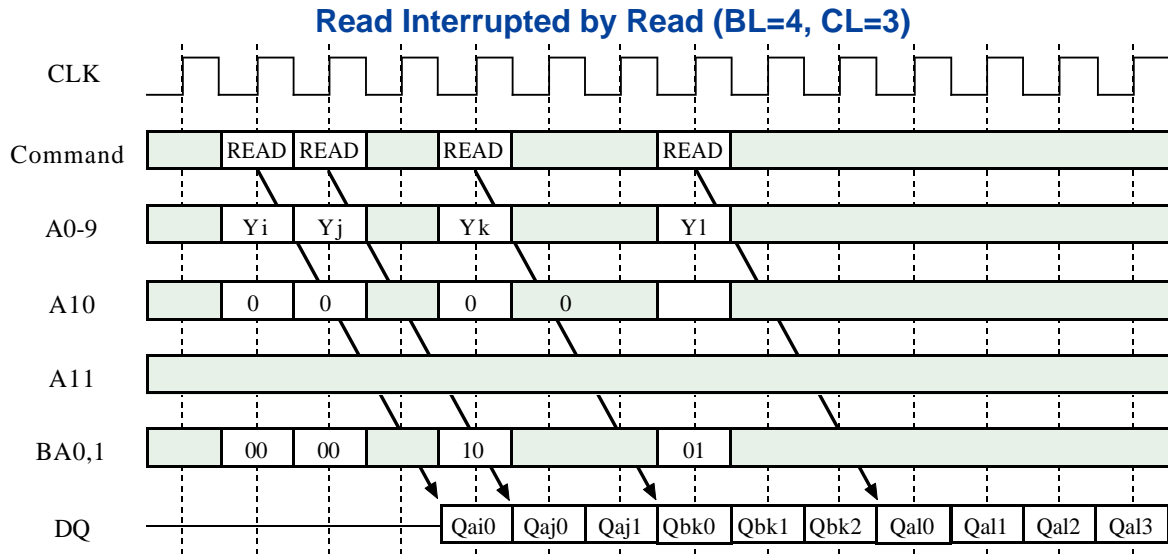 Read Interrupted by Read (BL=4, CL=3)
CLK
Command READ READ READ READ
A0-9 Yi Yj Yk Yl
A10 0 0 0 0
A11
BA0,1 00 00 10 01
DQ Qai0 Qaj0 Qaj1 Qbk0 Qbk1 Qbk2 Qal0 Qal1 Qal2 Qal3